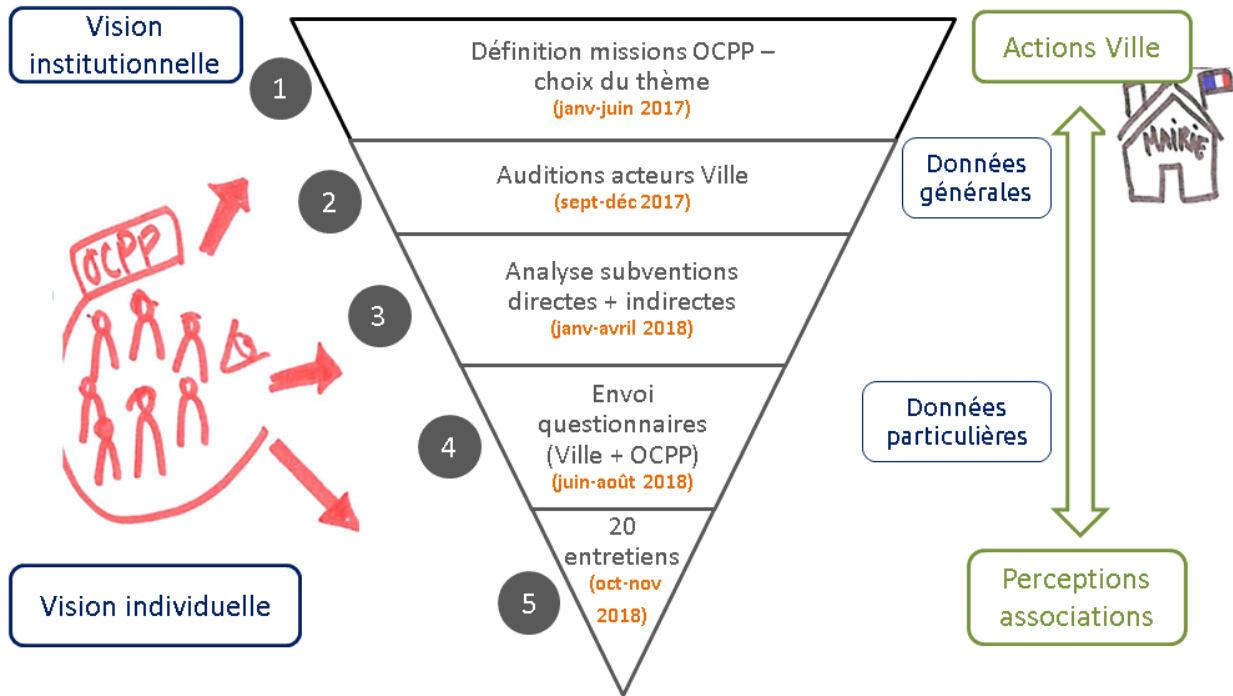 Vision
institutionnelle
1
Définition missions OCPP –
choix du thème
(janv-juin 2017)
Actions Ville
MAIRIE
2
Auditions acteurs Ville
(sept-déc 2017)
Données
générales
OCPP
3
Analyse subventions
directes + indirectes
(janv-avril 2018)
4
Envoi
questionnaires
(Ville + OCPP)
(juin-août 2018)
Données
particulières
5
20
entretiens
(oct-nov
2018)
Vision individuelle
Perceptions
associations